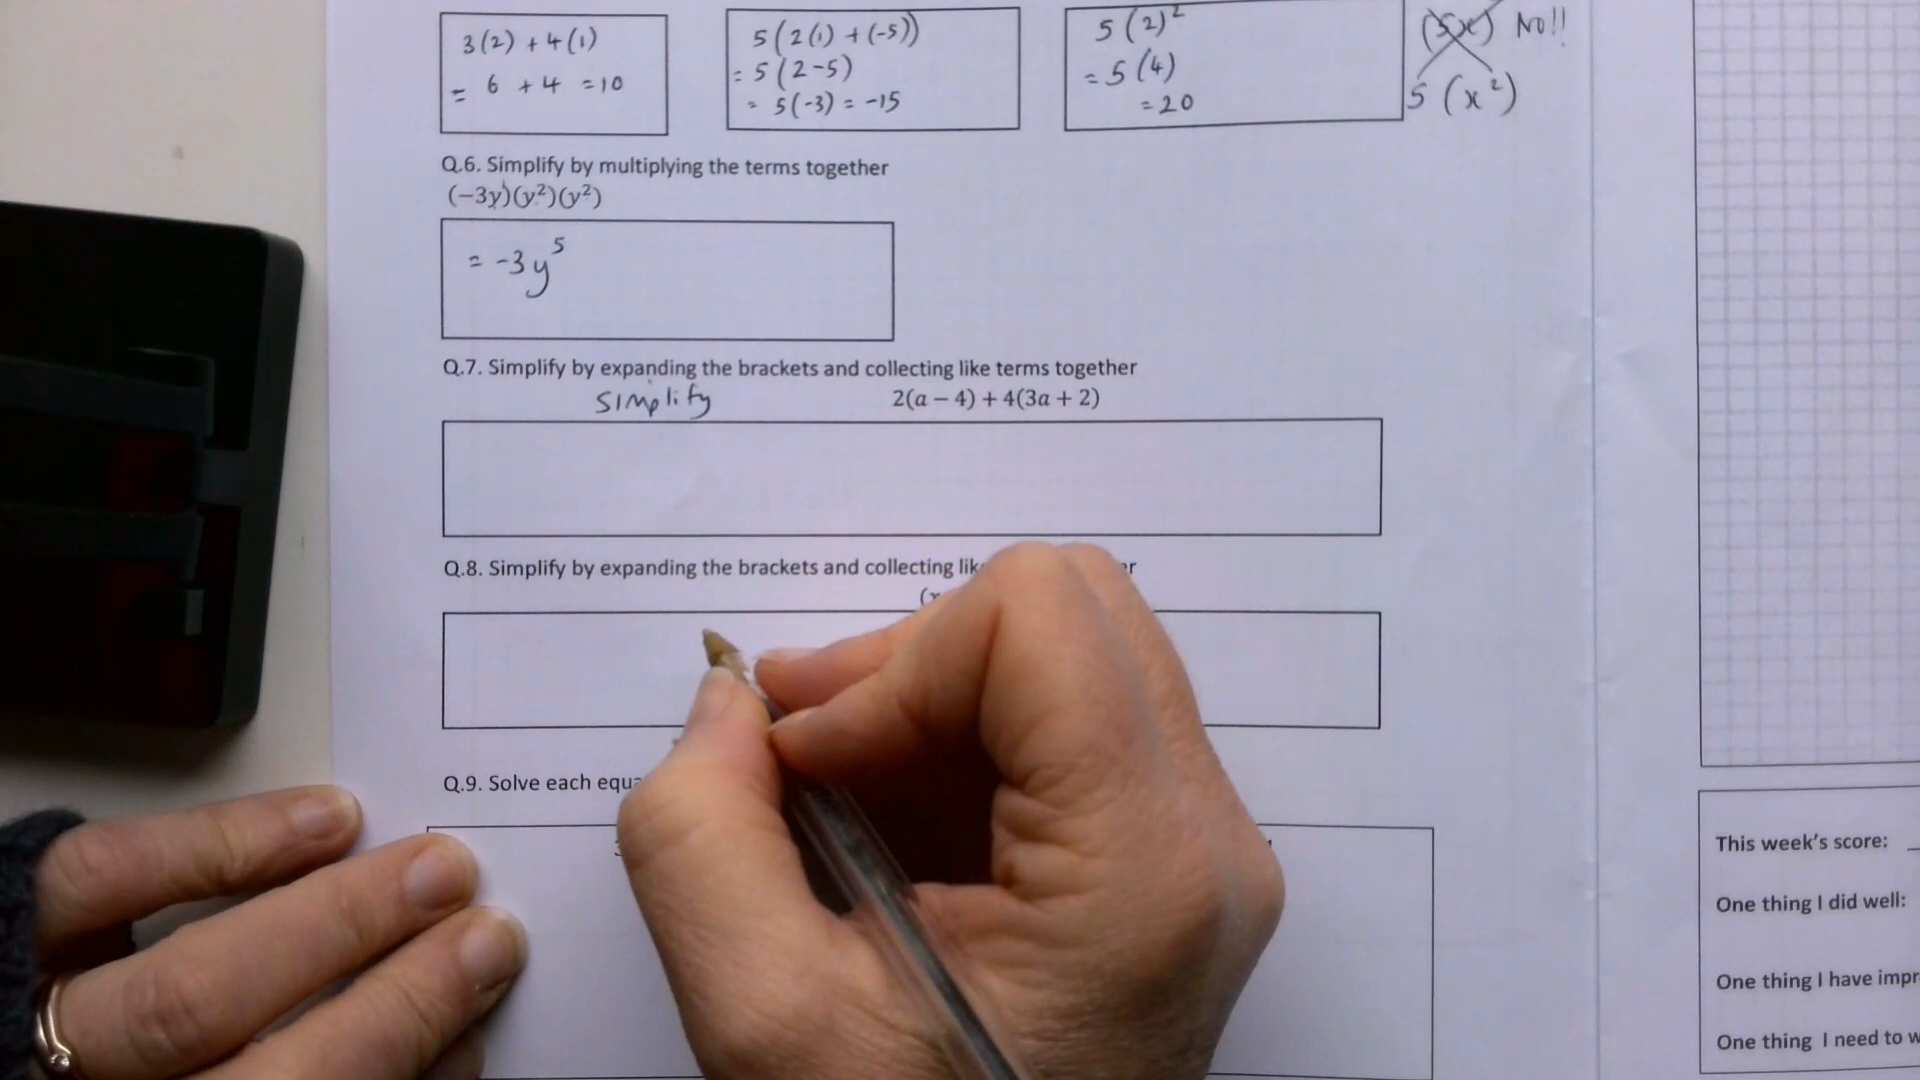 3(2) + 4(1)
= 6 + 4 = 10
5(2(1) + (-5))
= 5(2-5)
= 5(-3) = -15
5(2)²
= 5(4)
= 20
(5x) No!!
5(x²)
Q.6. Simplify by multiplying the terms together
(−3y)(y²)(y²)
= -3y⁵
Q.7. Simplify by expanding the brackets and collecting like terms together
Simplify
2(a − 4) + 4(3a + 2)
Q.8. Simplify by expanding the brackets and collecting
Q.9. Solve each
This week's score:
One thing I did well:
One thing I have
One thing I need to